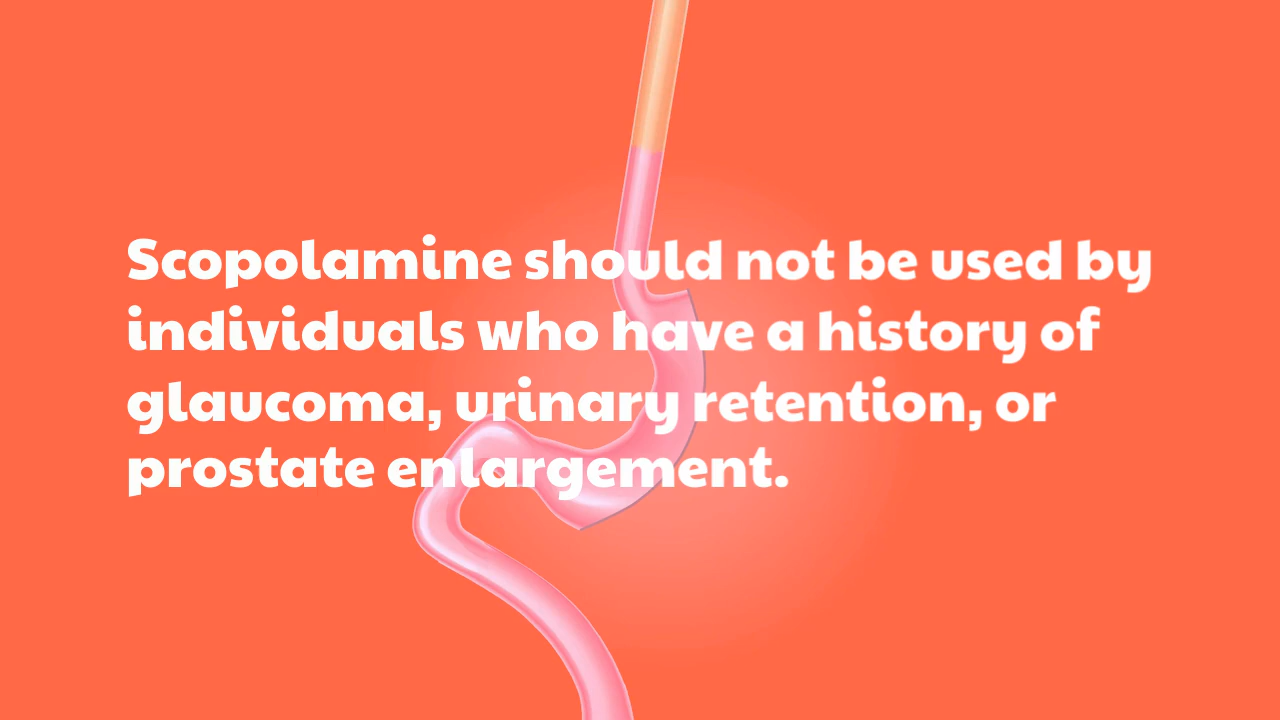 Scopolamine should not be used by
individuals who have a history of
glaucoma, urinary retention, or
prostate enlargement.